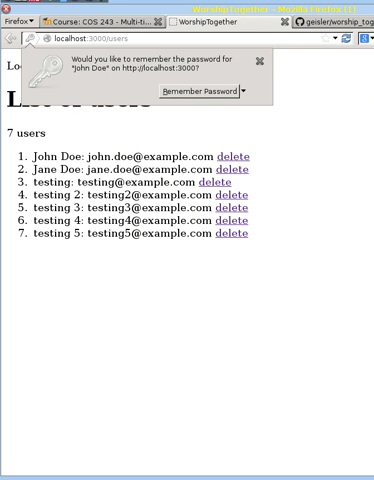 WorshipTogether - Mozilla Firefox [1]
Firefox
Course: COS 243 - Multi-ti...
WorshipTogether
geisler/worship_tog
localhost:3000/users
Would you like to remember the password for
"John Doe" on http://localhost:3000?
Remember Password
Lo
List of users
7 users
1. John Doe: john.doe@example.com delete
2. Jane Doe: jane.doe@example.com delete
3. testing: testing@example.com delete
4. testing 2: testing2@example.com delete
5. testing 3: testing3@example.com delete
6. testing 4: testing4@example.com delete
7. testing 5: testing5@example.com delete